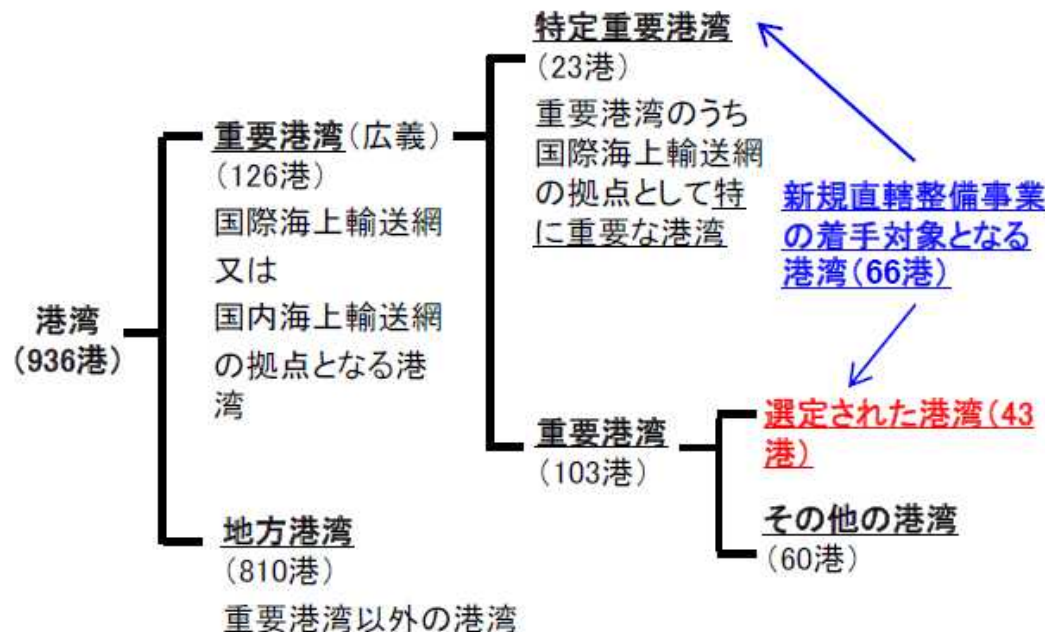 港湾
(936港)
重要港湾(広義)
(126港)
国際海上輸送網
又は
国内海上輸送網
の拠点となる港
湾
地方港湾
(810港)
重要港湾以外の港湾
特定重要港湾
(23港)
重要港湾のうち
国際海上輸送網
の拠点として特
に重要な港湾
重要港湾
(103港)
新規直轄整備事業
の着手対象となる
港湾(66港)
選定された港湾(43
港)
その他の港湾
(60港)